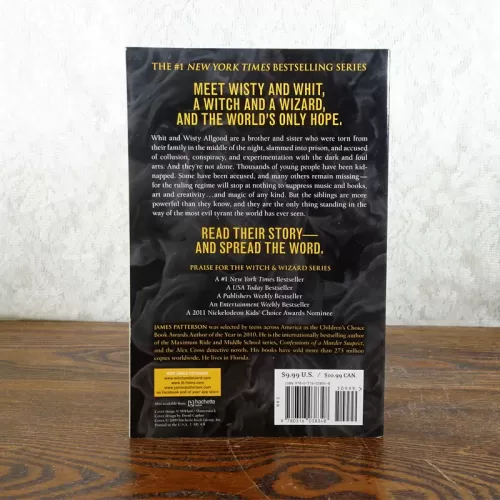 THE #1 NEW YORK TIMES BESTSELLING SERIES
MEET WISTY AND WHIT,
A WITCH AND A WIZARD,
AND THE WORLD'S ONLY HOPE.
Whit and Wisty Allgood are a brother and sister who were torn from
their family in the middle of the night, slammed into prison, and accused
of collusion, conspiracy, and experimentation with the dark and foul
arts. And they're not alone. Thousands of young people have been kid-
napped. Some have been accused, and many others remain missing—
for the ruling regime will stop at nothing to suppress music and books,
art and creativity...and magic of any kind. But the siblings are more
powerful than they know, and they are the only thing standing in the
way of the most evil tyrant the world has ever seen.
READ THEIR STORY—
AND SPREAD THE WORD.
PRAISE FOR THE WITCH & WIZARD SERIES
A #1 New York Times Bestseller
A USA Today Bestseller
A Publishers Weekly Bestseller
An Entertainment Weekly Bestseller
A 2011 Nickelodeon Kids' Choice Awards Nominee
JAMES PATTERSON was selected by teens across America as the Children's Choice
Book Awards Author of the Year in 2010. He is the internationally bestselling author
of the Maximum Ride and Middle School series, Confessions of a Murder Suspect,
and the Alex Cross detective novels. His books have sold more than 275 million
copies worldwide. He lives in Florida.
$9.99 U.S. / $10.99 CAN.
Also available from hachette
Printed in the U.S.A.